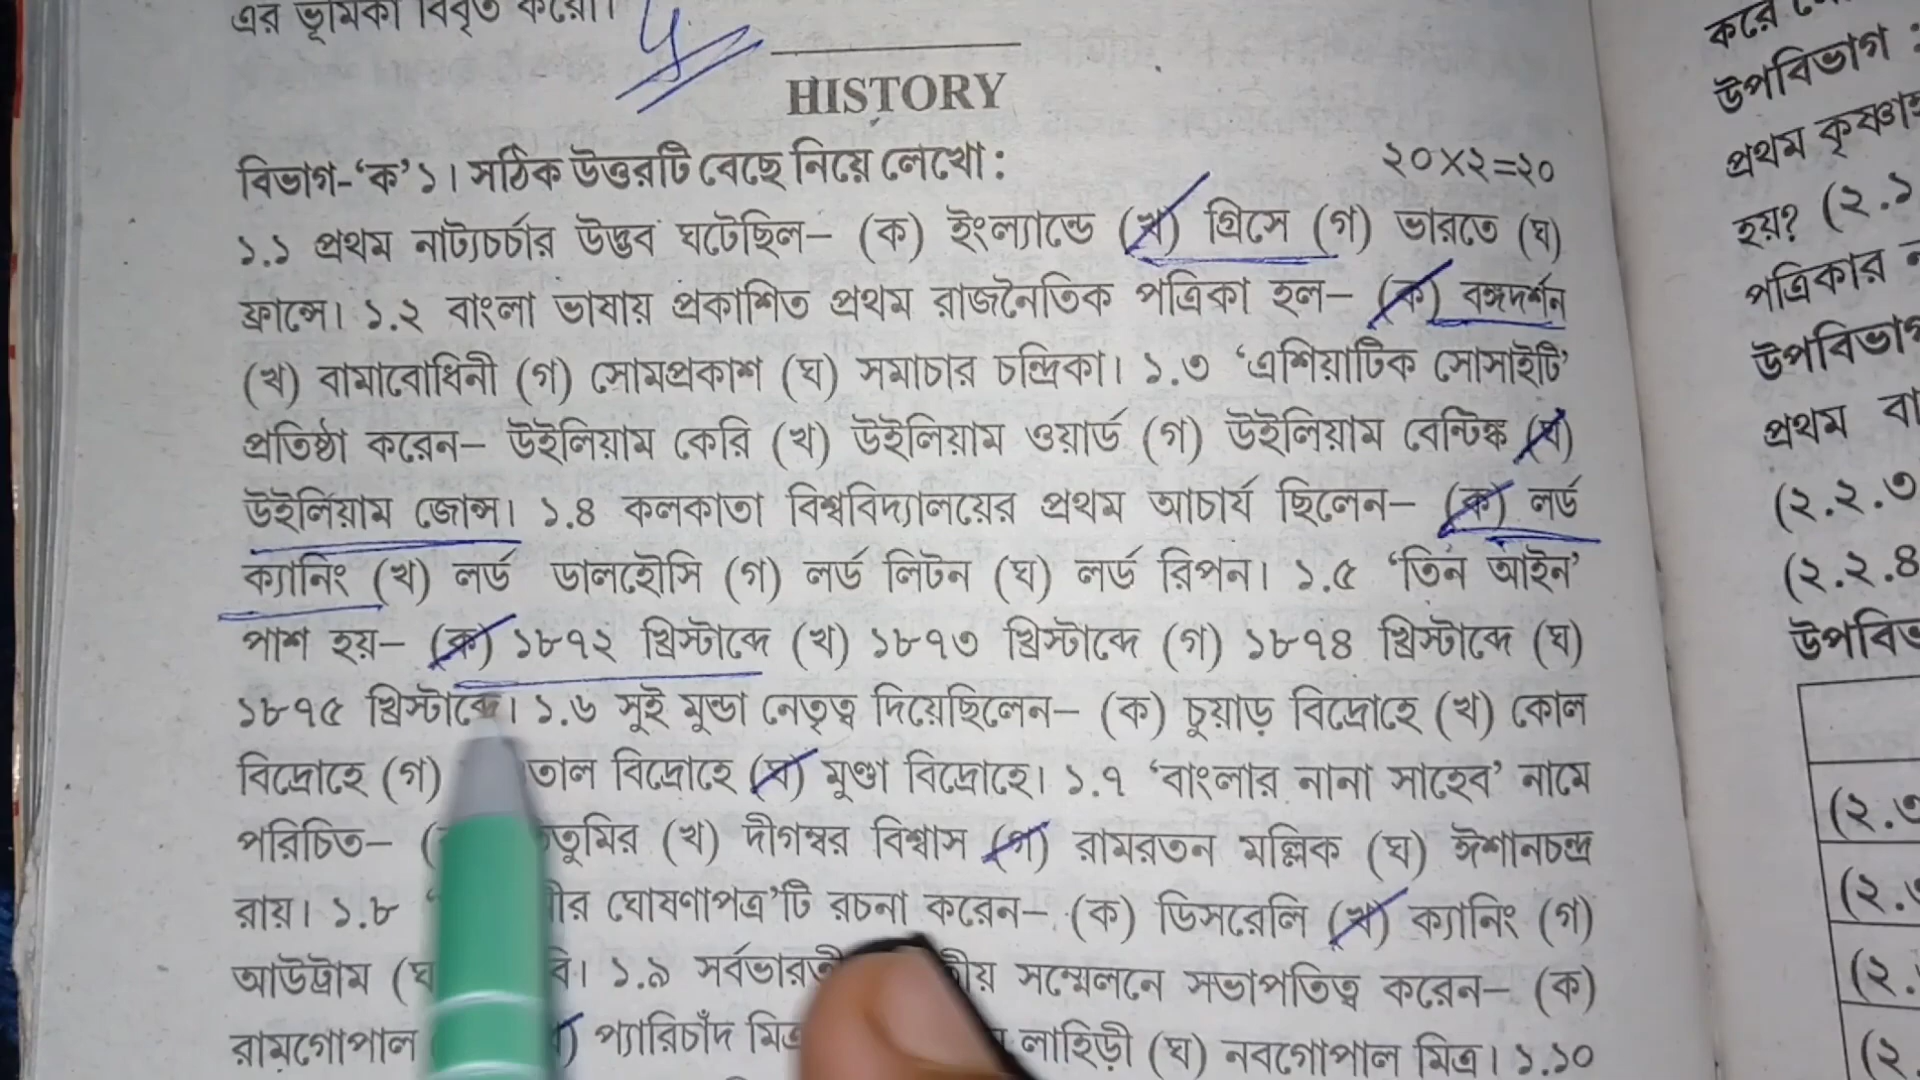 এর ভূমিকা বিবৃত করো।
HISTORY
বিভাগ-‘ক’ ১। সঠিক উত্তরটি বেছে নিয়ে লেখো : ২০×২=২০
১.১ প্রথম নাট্যচর্চার উদ্ভব ঘটেছিল– (ক) ইংল্যান্ডে (খ) গ্রিসে (গ) ভারতে (ঘ)
ফ্রান্সে। ১.২ বাংলা ভাষায় প্রকাশিত প্রথম রাজনৈতিক পত্রিকা হল– (ক) বঙ্গদর্শন
(খ) বামাবোধিনী (গ) সোমপ্রকাশ (ঘ) সমাচার চন্দ্রিকা। ১.৩ ‘এশিয়াটিক সোসাইটি’
প্রতিষ্ঠা করেন– উইলিয়াম কেরি (খ) উইলিয়াম ওয়ার্ড (গ) উইলিয়াম বেন্টিঙ্ক (ঘ)
উইলিয়াম জোন্স। ১.৪ কলকাতা বিশ্ববিদ্যালয়ের প্রথম আচার্য ছিলেন– (ক) লর্ড
ক্যানিং (খ) লর্ড ডালহৌসি (গ) লর্ড লিটন (ঘ) লর্ড রিপন। ১.৫ ‘তিন আইন’
পাশ হয়– (ক) ১৮৭২ খ্রিস্টাব্দে (খ) ১৮৭৩ খ্রিস্টাব্দে (গ) ১৮৭৪ খ্রিস্টাব্দে (ঘ)
১৮৭৫ খ্রিস্টাব্দে। ১.৬ সুই মুন্ডা নেতৃত্ব দিয়েছিলেন– (ক) চুয়াড় বিদ্রোহে (খ) কোল
বিদ্রোহে (গ) তাল বিদ্রোহে (ঘ) মুণ্ডা বিদ্রোহে। ১.৭ ‘বাংলার নানা সাহেব’ নামে
পরিচিত– তুমির (খ) দীগম্বর বিশ্বাস (গ) রামরতন মল্লিক (ঘ) ঈশানচন্দ্র
রায়। ১.৮ ঘোষণাপত্র’টি রচনা করেন– (ক) ডিসরেলি (খ) ক্যানিং (গ)
আউট্রাম (ঘ বি। ১.৯ সর্বভারতী য় সম্মেলনে সভাপতিত্ব করেন– (ক)
রামগোপাল প্যারিচাঁদ মিত্র লাহিড়ী (ঘ) নবগোপাল মিত্র। ১.১০
করে
উপবিভাগ :
প্রথম
হয়? (২.১
পত্রিকার
উপবিভাগ
প্রথম বা
(২.২.৩
(২.২.৪